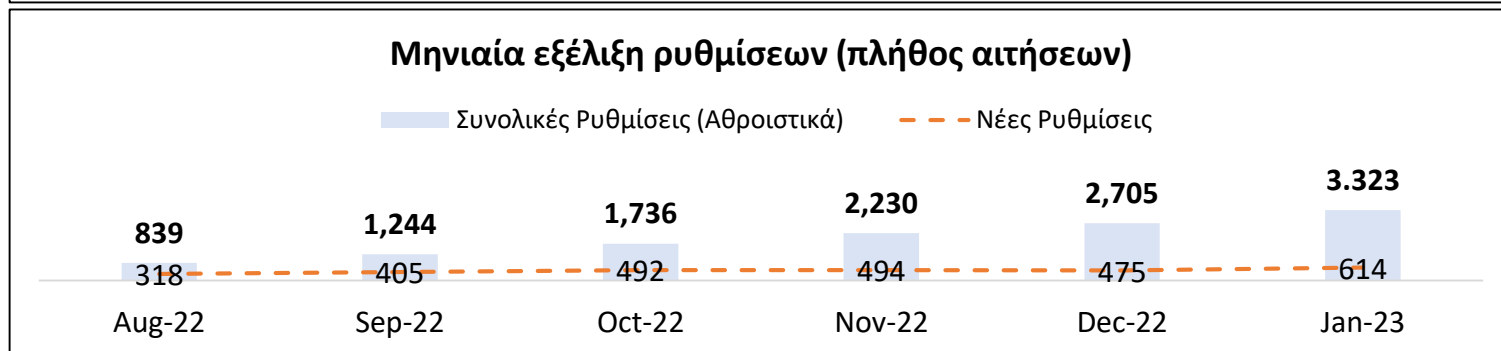 Μηνιαία εξέλιξη ρυθμίσεων (πλήθος αιτήσεων)
Συνολικές Ρυθμίσεις (Αθροιστικά) Νέες Ρυθμίσεις
839 1,244 1,736 2,230 2,705 3.323
318 405 492 494 475 614
Aug-22 Sep-22 Oct-22 Nov-22 Dec-22 Jan-23